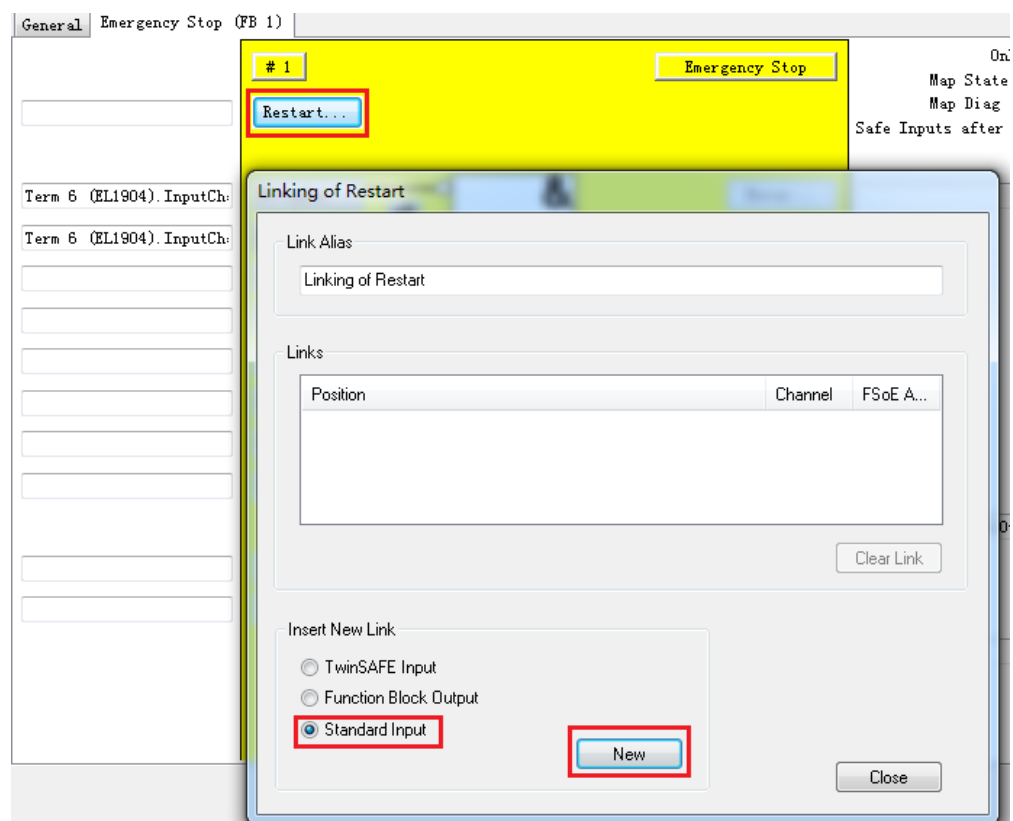 General Emergency Stop (FB 1)
# 1 Emergency Stop
Restart...
Map State
Map Diag
Safe Inputs after
Term 6 (EL1904).InputCh
Term 6 (EL1904).InputCh
Linking of Restart
&
Link Alias
Linking of Restart
Links
Position Channel FSoE A...
Clear Link
Insert New Link
TwinSAFE Input
Function Block Output
Standard Input
New
Close